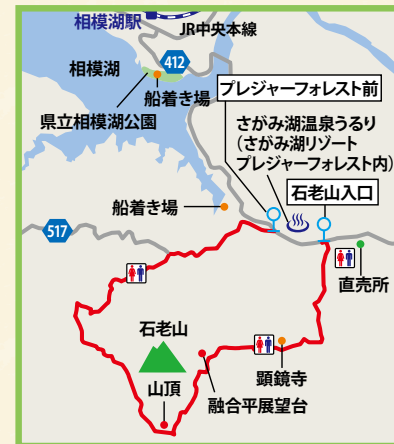 相模湖駅
JR中央本線
相模湖
412
船着き場
県立相模湖公園
プレジャーフォレスト前
さがみ湖温泉うるり
(さがみ湖リゾート
プレジャーフォレスト内)
船着き場
石老山入口
517
直売所
石老山
顕鏡寺
山頂
融合平展望台